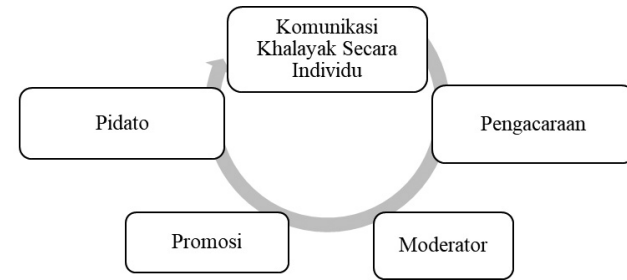 Komunikasi
Khalayak Secara
Individu
Pidato
Pengacaraan
Promosi
Moderator